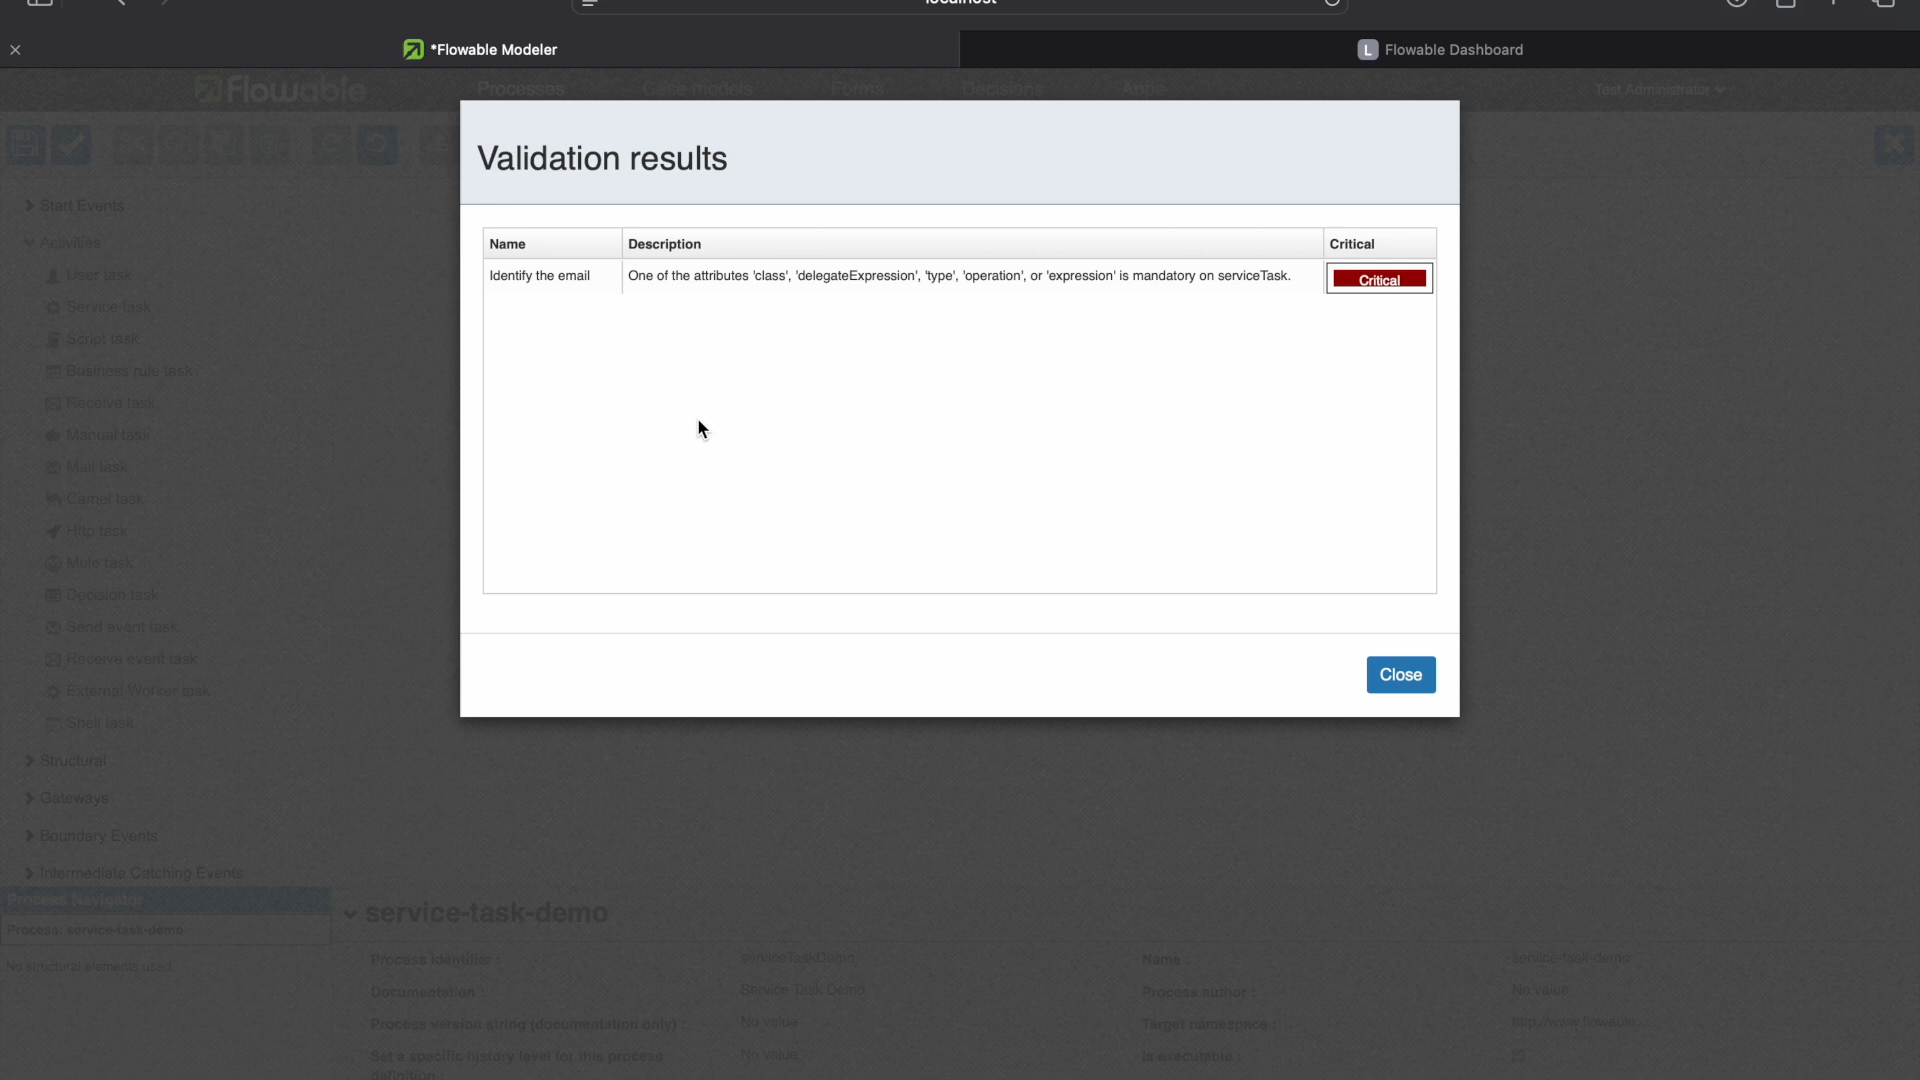 localhost
*Flowable Modeler
L Flowable Dashboard
Flowable
Processes
Case models
Forms
Decisions
Apps
Test Administrator
Validation results
Name
Description
Critical
Identify the email
One of the attributes 'class', 'delegateExpression', 'type', 'operation', or 'expression' is mandatory on serviceTask.
Critical
Close
Start Events
Activities
User task
Service task
Script task
Business rule task
Receive task
Manual task
Mail task
Camel task
Http task
Mule task
Decision task
Send event task
Receive event task
External Worker task
Shell task
Structural
Gateways
Boundary Events
Intermediate Catching Events
Process Navigator
Process: service-task-demo
No structural elements used.
service-task-demo
Process identifier :
serviceTaskDemo
Name :
service-task-demo
Documentation :
Service Task Demo
Process author :
No value
Process version string (documentation only) :
No value
Target namespace :
http://www.flowable...
Set a specific history level for this process
definition :
No value
Is executable :